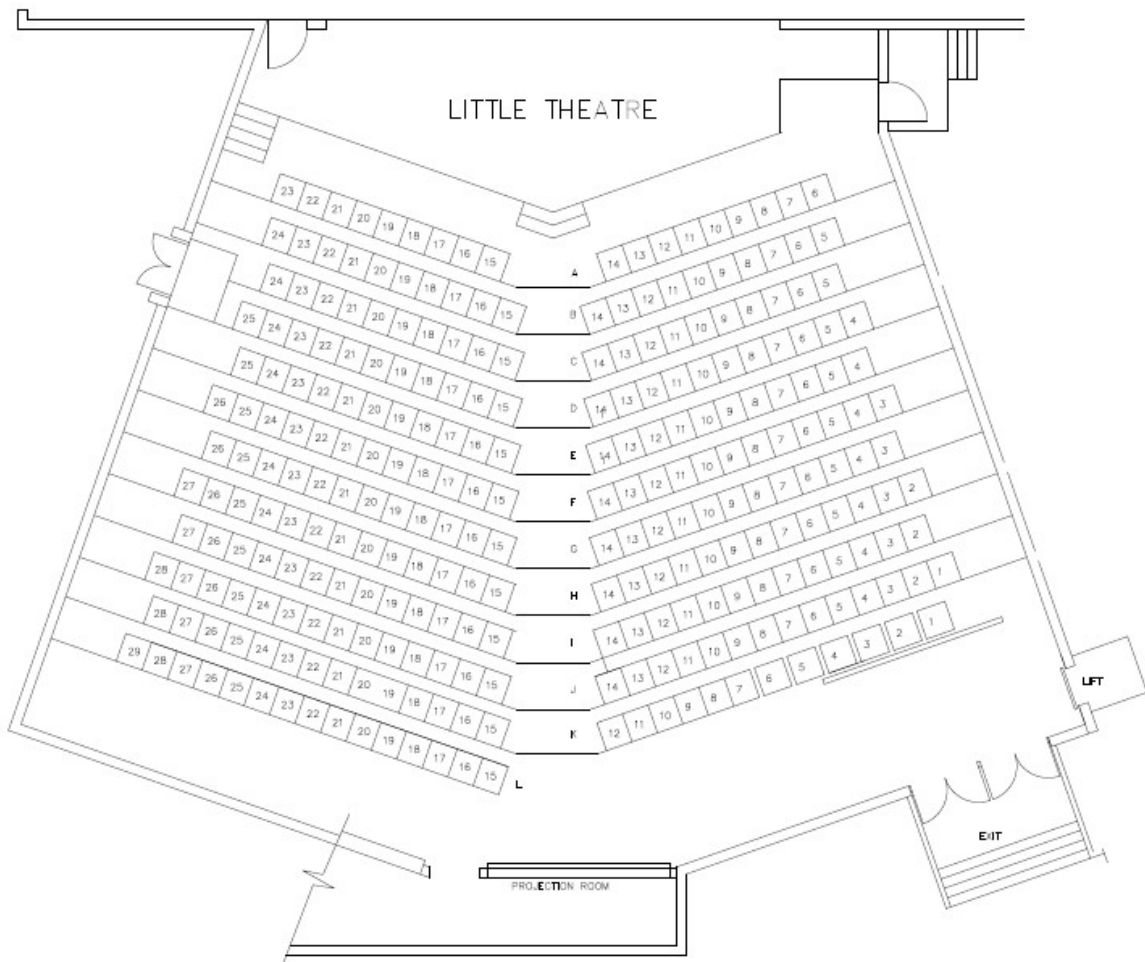 LITTLE THEATRE
23 22 21 20 19 18 17 16 15 A 14 13 12 11 10 9 8 7 6
24 23 22 21 20 19 18 17 16 15 B 14 13 12 11 10 9 8 7 6 5
24 23 22 21 20 19 18 17 16 15 C 14 13 12 11 10 9 8 7 6 5
25 24 23 22 21 20 19 18 17 16 15 D 14 13 12 11 10 9 8 7 6 5 4
25 24 23 22 21 20 19 18 17 16 15 E 14 13 12 11 10 9 8 7 6 5 4
26 25 24 23 22 21 20 19 18 17 16 15 F 14 13 12 11 10 9 8 7 6 5 4 3
26 25 24 23 22 21 20 19 18 17 16 15 G 14 13 12 11 10 9 8 7 6 5 4 3
27 26 25 24 23 22 21 20 19 18 17 16 15 H 14 13 12 11 10 9 8 7 6 5 4 3 2
27 26 25 24 23 22 21 20 19 18 17 16 15 I 14 13 12 11 10 9 8 7 6 5 4 3 2
28 27 26 25 24 23 22 21 20 19 18 17 16 15 J 14 13 12 11 10 9 8 7 6 5 4 3 2 1
28 27 26 25 24 23 22 21 20 19 18 17 16 15 K 12 11 10 9 8 7 6 5 4 3 2 1
29 28 27 26 25 24 23 22 21 20 19 18 17 16 15 L
LIFT
EXIT
PROJECTION ROOM